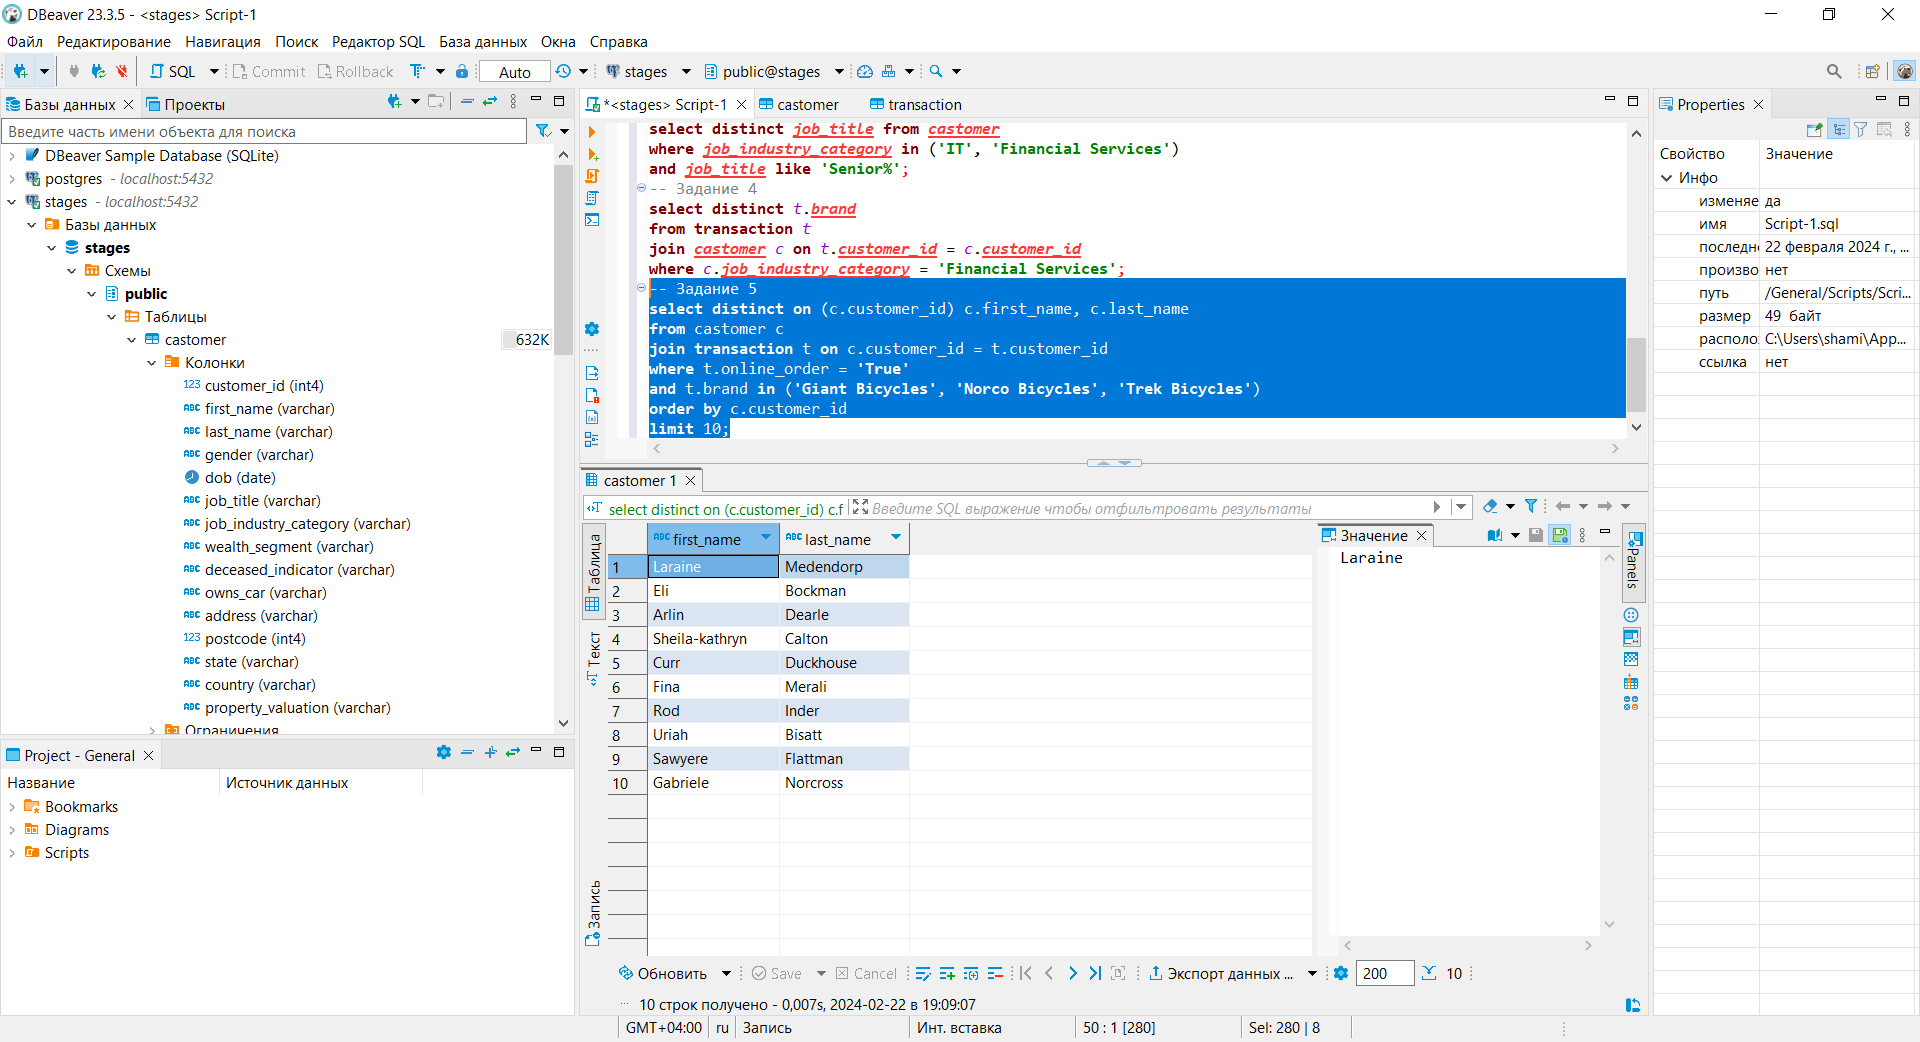 DBeaver 23.3.5 - <stages> Script-1
Файл Редактирование Навигация Поиск Редактор SQL База данных Окна Справка
SQL Commit Rollback Auto stages public@stages
Базы данных Проекты
Введите часть имени объекта для поиска
DBeaver Sample Database (SQLite)
postgres - localhost:5432
stages - localhost:5432
Базы данных
stages
Схемы
public
Таблицы
castomer 632K
Колонки
123 customer_id (int4)
ABC first_name (varchar)
ABC last_name (varchar)
ABC gender (varchar)
dob (date)
ABC job_title (varchar)
ABC job_industry_category (varchar)
ABC wealth_segment (varchar)
ABC deceased_indicator (varchar)
ABC owns_car (varchar)
ABC address (varchar)
123 postcode (int4)
ABC state (varchar)
ABC country (varchar)
ABC property_valuation (varchar)
Ограничения
Project - General
Название Источник данных
Bookmarks
Diagrams
Scripts
*<stages> Script-1 castomer transaction
select distinct job_title from castomer
where job_industry_category in ('IT', 'Financial Services')
and job_title like 'Senior%';
-- Задание 4
select distinct t.brand
from transaction t
join castomer c on t.customer_id = c.customer_id
where c.job_industry_category = 'Financial Services';
-- Задание 5
select distinct on (c.customer_id) c.first_name, c.last_name
from castomer c
join transaction t on c.customer_id = t.customer_id
where t.online_order = 'True'
and t.brand in ('Giant Bicycles', 'Norco Bicycles', 'Trek Bicycles')
order by c.customer_id
limit 10;
castomer 1
select distinct on (c.customer_id) c.f Введите SQL выражение чтобы отфильтровать результаты
Таблица
Текст
Запись
ABC first_name ABC last_name
1 Laraine Medendorp
2 Eli Bockman
3 Arlin Dearle
4 Sheila-kathryn Calton
5 Curr Duckhouse
6 Fina Merali
7 Rod Inder
8 Uriah Bisatt
9 Sawyere Flattman
10 Gabriele Norcross
Значение
Laraine
Panels
Обновить Save Cancel Экспорт данных ... 200 10
10 строк получено - 0,007s, 2024-02-22 в 19:09:07
GMT+04:00 ru Запись Инт. вставка 50 : 1 [280] Sel: 280 | 8
Properties
Свойство Значение
Инфо
изменяе да
имя Script-1.sql
последн 22 февраля 2024 г., ...
произво нет
путь /General/Scripts/Scri...
размер 49 байт
располо C:\Users\shami\App...
ссылка нет